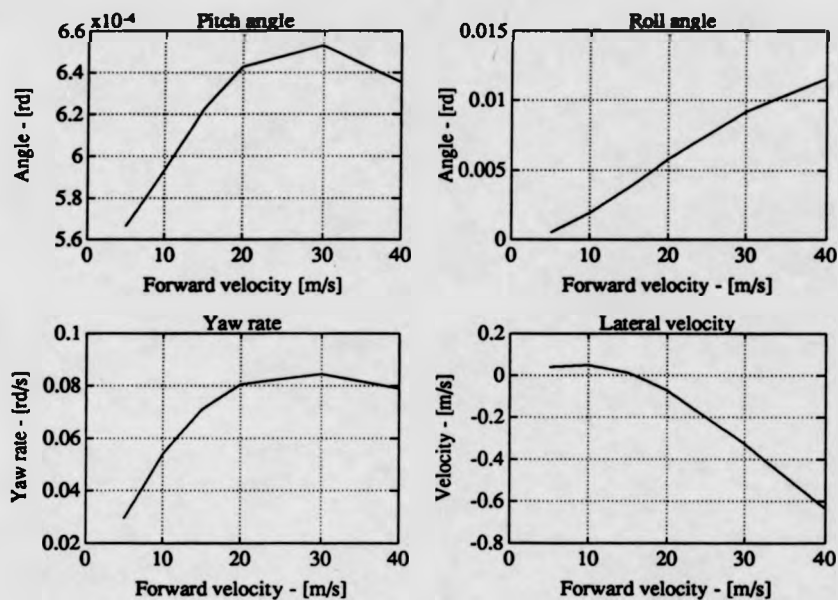 x10⁻⁴
Pitch angle
6.6
6.4
6.2
6
5.8
5.6
0 10 20 30 40
Angle - [rd]
Forward velocity [m/s]
Roll angle
0.015
0.01
0.005
0
0 10 20 30 40
Angle - [rd]
Forward velocity - [m/s]
Yaw rate
0.1
0.08
0.06
0.04
0.02
0 10 20 30 40
Yaw rate - [rd/s]
Forward velocity - [m/s]
Lateral velocity
0.2
0
-0.2
-0.4
-0.6
-0.8
0 10 20 30 40
Velocity - [m/s]
Forward velocity - [m/s]